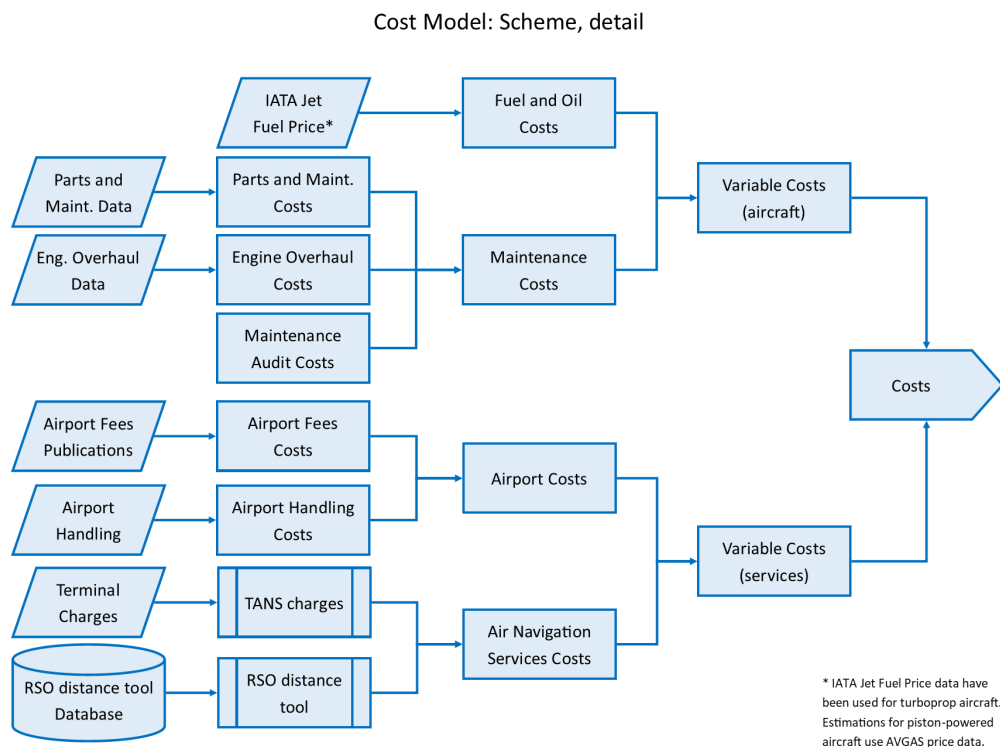 Cost Model: Scheme, detail
IATA Jet
Fuel Price*
Fuel and Oil
Costs
Parts and
Maint. Data
Parts and Maint.
Costs
Variable Costs
(aircraft)
Eng. Overhaul
Data
Engine Overhaul
Costs
Maintenance
Costs
Maintenance
Audit Costs
Costs
Airport Fees
Publications
Airport Fees
Costs
Airport Costs
Airport
Handling
Airport Handling
Costs
Variable Costs
(services)
Terminal
Charges
TANS charges
Air Navigation
Services Costs
RSO distance tool
Database
RSO distance
tool
* IATA Jet Fuel Price data have
been used for turboprop aircraft.
Estimations for piston-powered
aircraft use AVGAS price data.